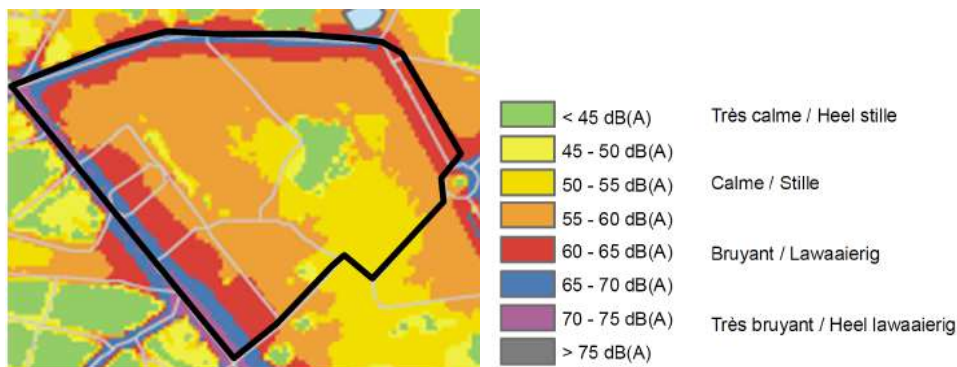 < 45 dB(A)
Très calme / Heel stille
45 - 50 dB(A)
50 - 55 dB(A)
Calme / Stille
55 - 60 dB(A)
60 - 65 dB(A)
Bruyant / Lawaaierig
65 - 70 dB(A)
70 - 75 dB(A)
Très bruyant / Heel lawaaierig
> 75 dB(A)